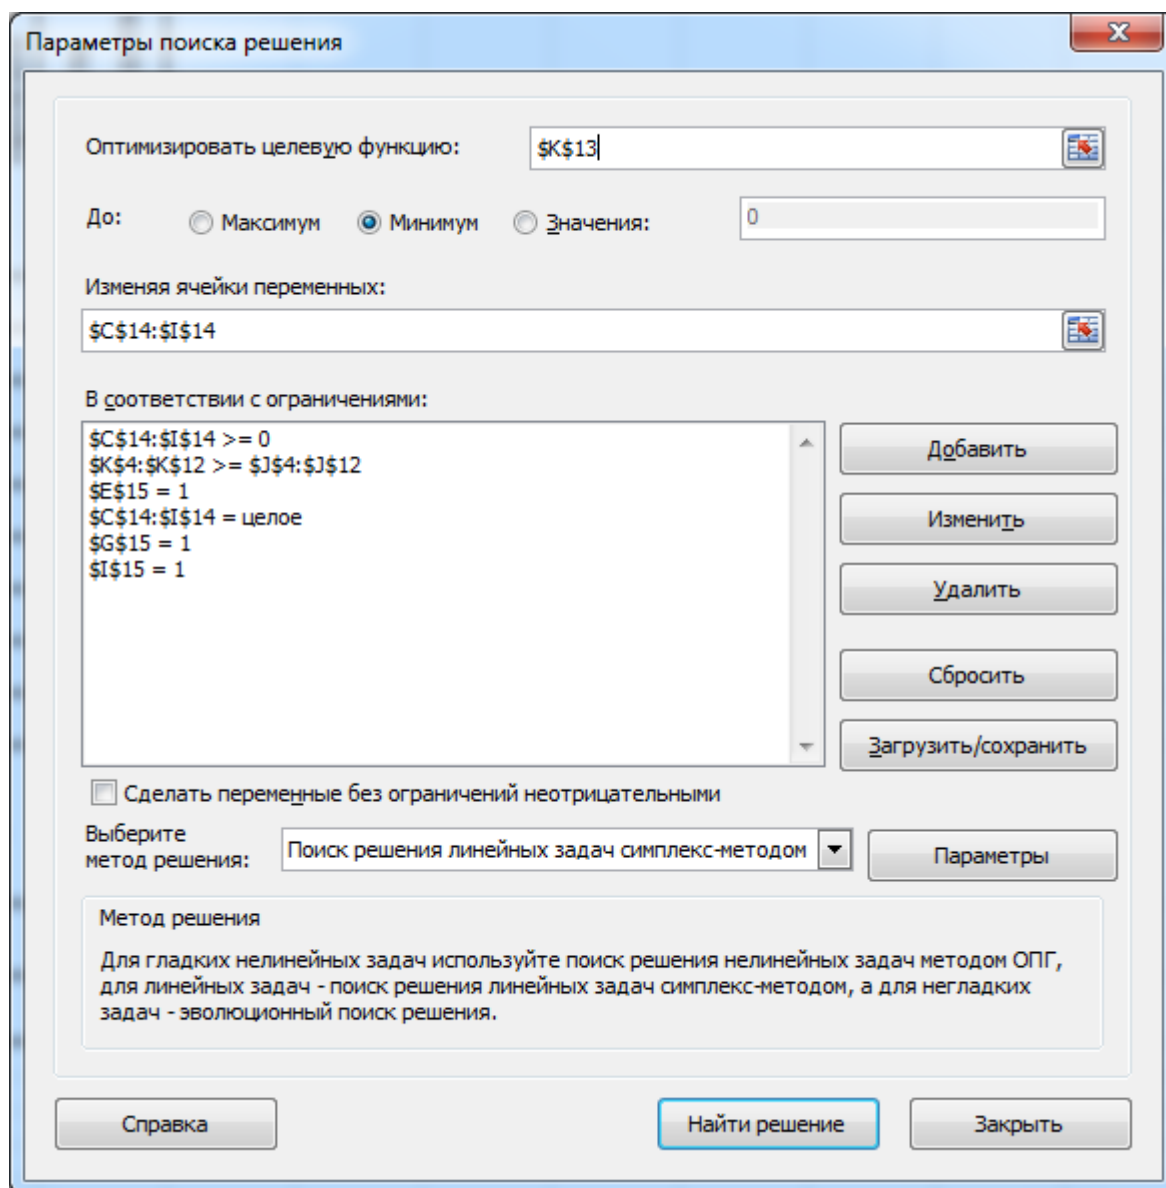 Параметры поиска решения
Оптимизировать целевую функцию: $K$13
До: Максимум Минимум Значения: 0
Изменяя ячейки переменных:
$C$14:$I$14
В соответствии с ограничениями:
$C$14:$I$14 >= 0
$K$4:$K$12 >= $J$4:$J$12
$E$15 = 1
$C$14:$I$14 = целое
$G$15 = 1
$I$15 = 1
Добавить
Изменить
Удалить
Сбросить
Загрузить/сохранить
Сделать переменные без ограничений неотрицательными
Выберите
метод решения: Поиск решения линейных задач симплекс-методом Параметры
Метод решения
Для гладких нелинейных задач используйте поиск решения нелинейных задач методом ОПГ,
для линейных задач - поиск решения линейных задач симплекс-методом, а для негладких
задач - эволюционный поиск решения.
Справка Найти решение Закрыть